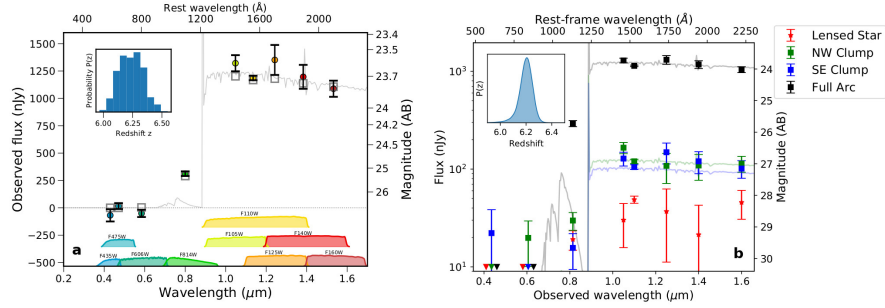 Rest wavelength (Å)
400 800 1200 1600 2000
Observed flux (nJy)
1500
1250
1000
750
500
250
0
−250
−500
Probability P(z)
6.00 6.25 6.50
Redshift z
23.4
23.5
23.7
24
24.2
24.5
25
26
Magnitude (AB)
F110W
F475W
F105W
F140W
F435W F606W F814W F125W F160W
a
0.2 0.4 0.6 0.8 1.0 1.2 1.4 1.6
Wavelength (μm)
Rest-frame wavelength (Å)
500 750 1000 1250 1500 1750 2000 2250
Flux (nJy)
10³
10²
10¹
P(z)
6.0 6.2 6.4
Redshift
24
25
26
27
28
29
30
Magnitude (AB)
b
0.4 0.6 0.8 1.0 1.2 1.4 1.6
Observed wavelength (μm)
Lensed Star
NW Clump
SE Clump
Full Arc